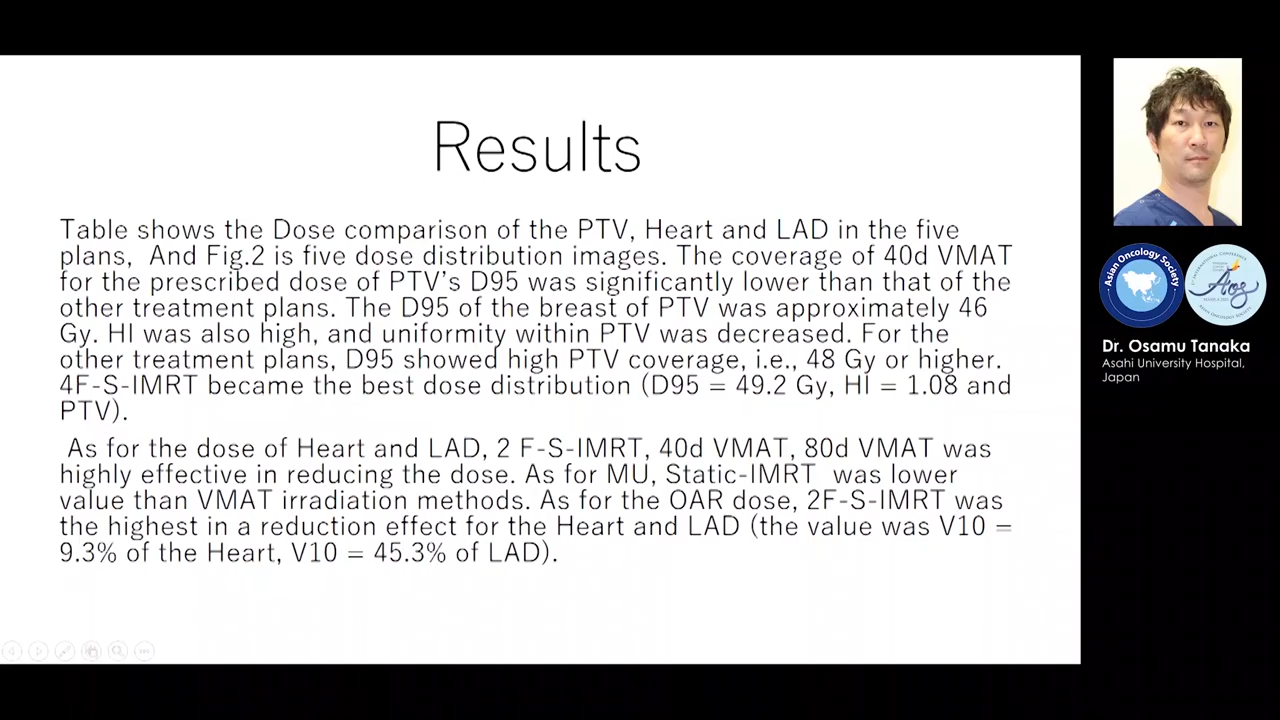 Results
Table shows the Dose comparison of the PTV, Heart and LAD in the five
plans, And Fig.2 is five dose distribution images. The coverage of 40d VMAT
for the prescribed dose of PTV's D95 was significantly lower than that of the
other treatment plans. The D95 of the breast of PTV was approximately 46
Gy. HI was also high, and uniformity within PTV was decreased. For the
other treatment plans, D95 showed high PTV coverage, i.e., 48 Gy or higher.
4F-S-IMRT became the best dose distribution (D95 = 49.2 Gy, HI = 1.08 and
PTV).
As for the dose of Heart and LAD, 2 F-S-IMRT, 40d VMAT, 80d VMAT was
highly effective in reducing the dose. As for MU, Static-IMRT was lower
value than VMAT irradiation methods. As for the OAR dose, 2F-S-IMRT was
the highest in a reduction effect for the Heart and LAD (the value was V10 =
9.3% of the Heart, V10 = 45.3% of LAD).
Asian Oncology Society
Dr. Osamu Tanaka
Asahi University Hospital,
Japan